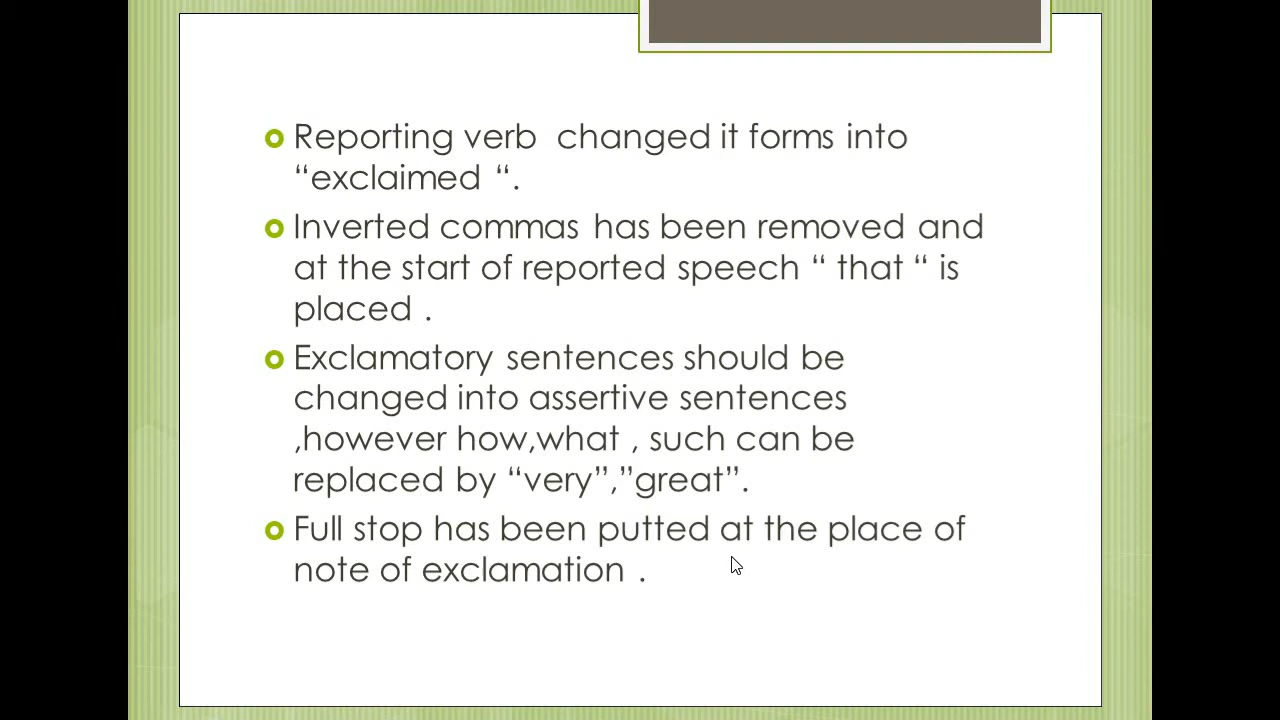 Reporting verb  changed it forms into
“exclaimed “.
Inverted commas has been removed and
at the start of reported speech “ that “ is
placed .
Exclamatory sentences should be
changed into assertive sentences
,however how,what , such can be
replaced by “very”,”great”.
Full stop has been putted at the place of
note of exclamation .